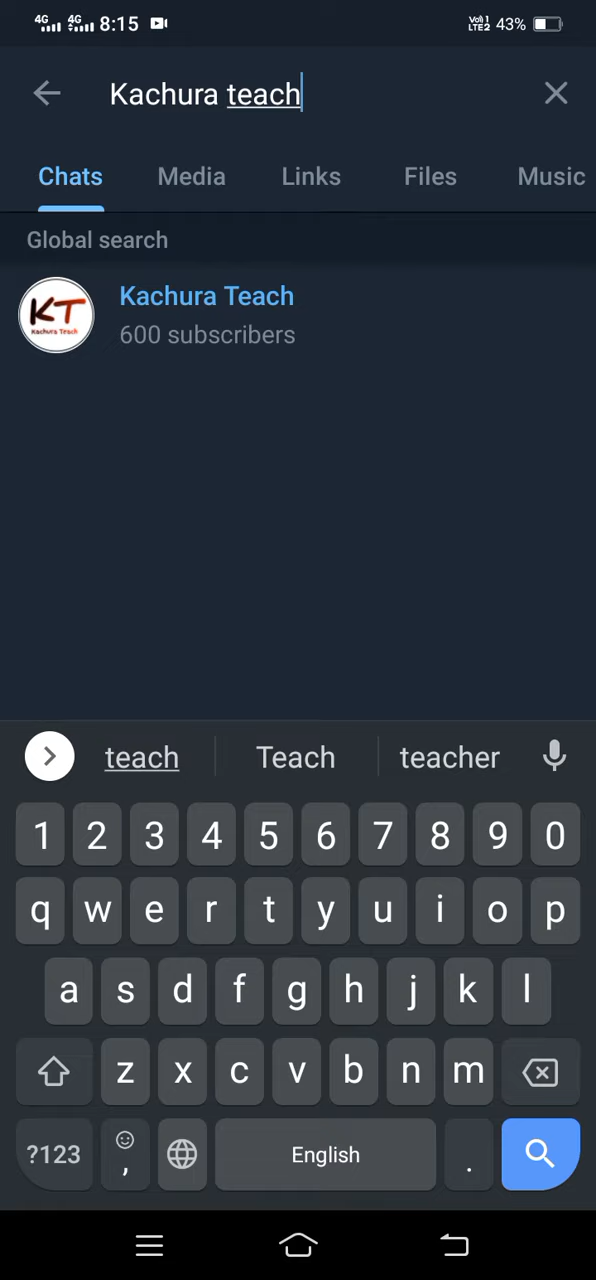 4G 4G 8:15 Vo) 1 LTE2 43%
Kachura teach
Chats Media Links Files Music
Global search
KT
Kachura Teach
Kachura Teach
600 subscribers
teach Teach teacher
1 2 3 4 5 6 7 8 9 0
q w e r t y u i o p
a s d f g h j k l
z x c v b n m
?123 , English .